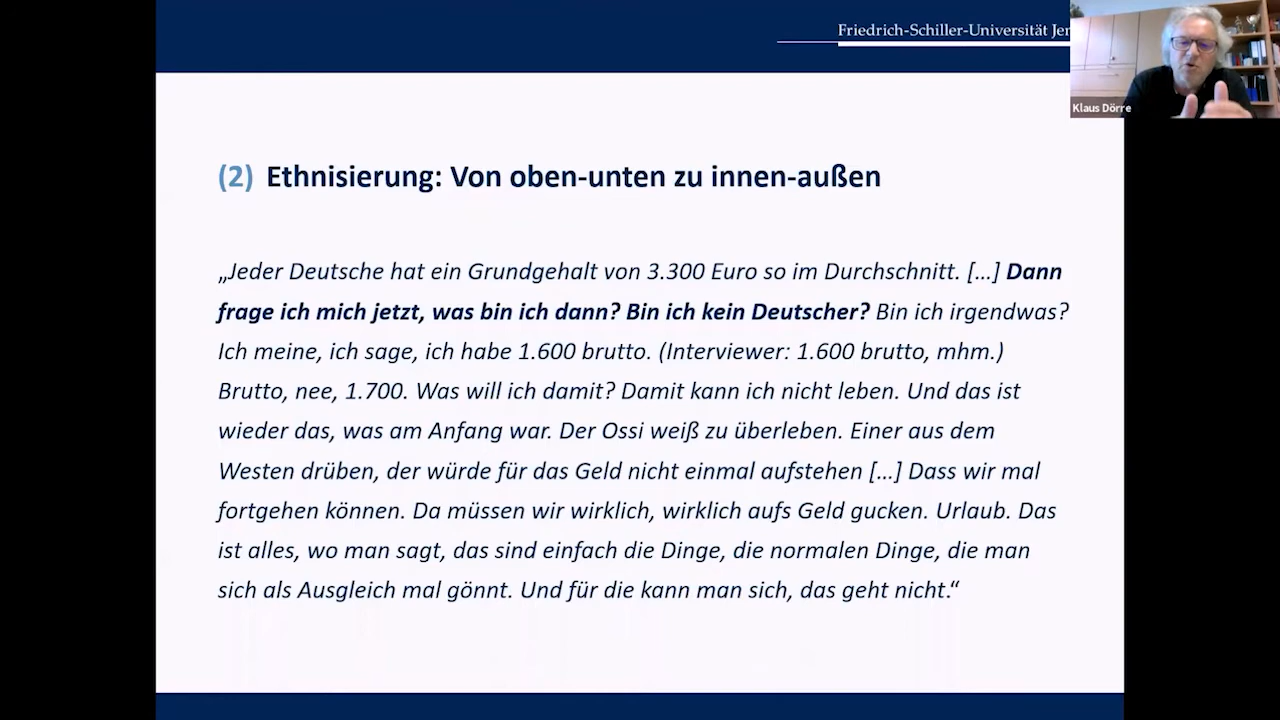 Friedrich-Schiller-Universität
Klaus Dörre
(2) Ethnisierung: Von oben-unten zu innen-außen
„Jeder Deutsche hat ein Grundgehalt von 3.300 Euro so im Durchschnitt. […] Dann
frage ich mich jetzt, was bin ich dann? Bin ich kein Deutscher? Bin ich irgendwas?
Ich meine, ich sage, ich habe 1.600 brutto. (Interviewer: 1.600 brutto, mhm.)
Brutto, nee, 1.700. Was will ich damit? Damit kann ich nicht leben. Und das ist
wieder das, was am Anfang war. Der Ossi weiß zu überleben. Einer aus dem
Westen drüben, der würde für das Geld nicht einmal aufstehen […] Dass wir mal
fortgehen können. Da müssen wir wirklich, wirklich aufs Geld gucken. Urlaub. Das
ist alles, wo man sagt, das sind einfach die Dinge, die normalen Dinge, die man
sich als Ausgleich mal gönnt. Und für die kann man sich, das geht nicht.“